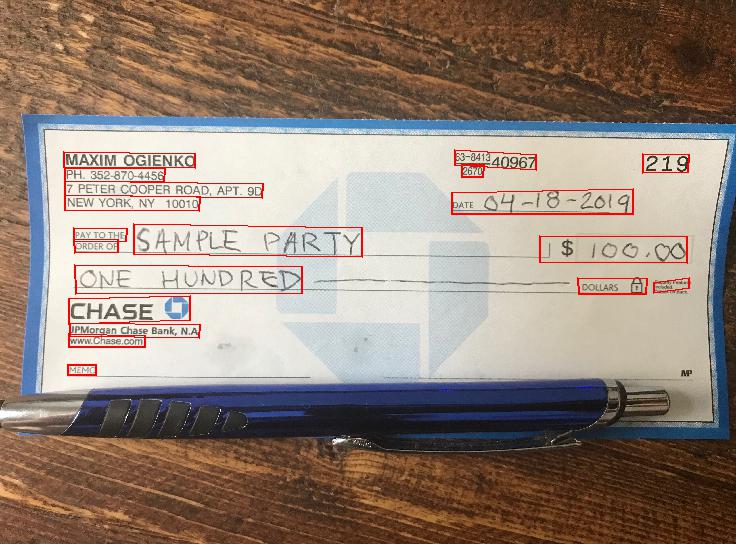 MAXIM OGIENKO
PH. 352-870-4456
7 PETER COOPER ROAD, APT. 9D
NEW YORK, NY 10010
63-8413 40967
2670
219
DATE 04-18-2019
PAY TO THE
ORDER OF SAMPLE PARTY $ 100.00
ONE HUNDRED DOLLARS
CHASE
JPMorgan Chase Bank, N.A.
www.Chase.com
MEMO
MP